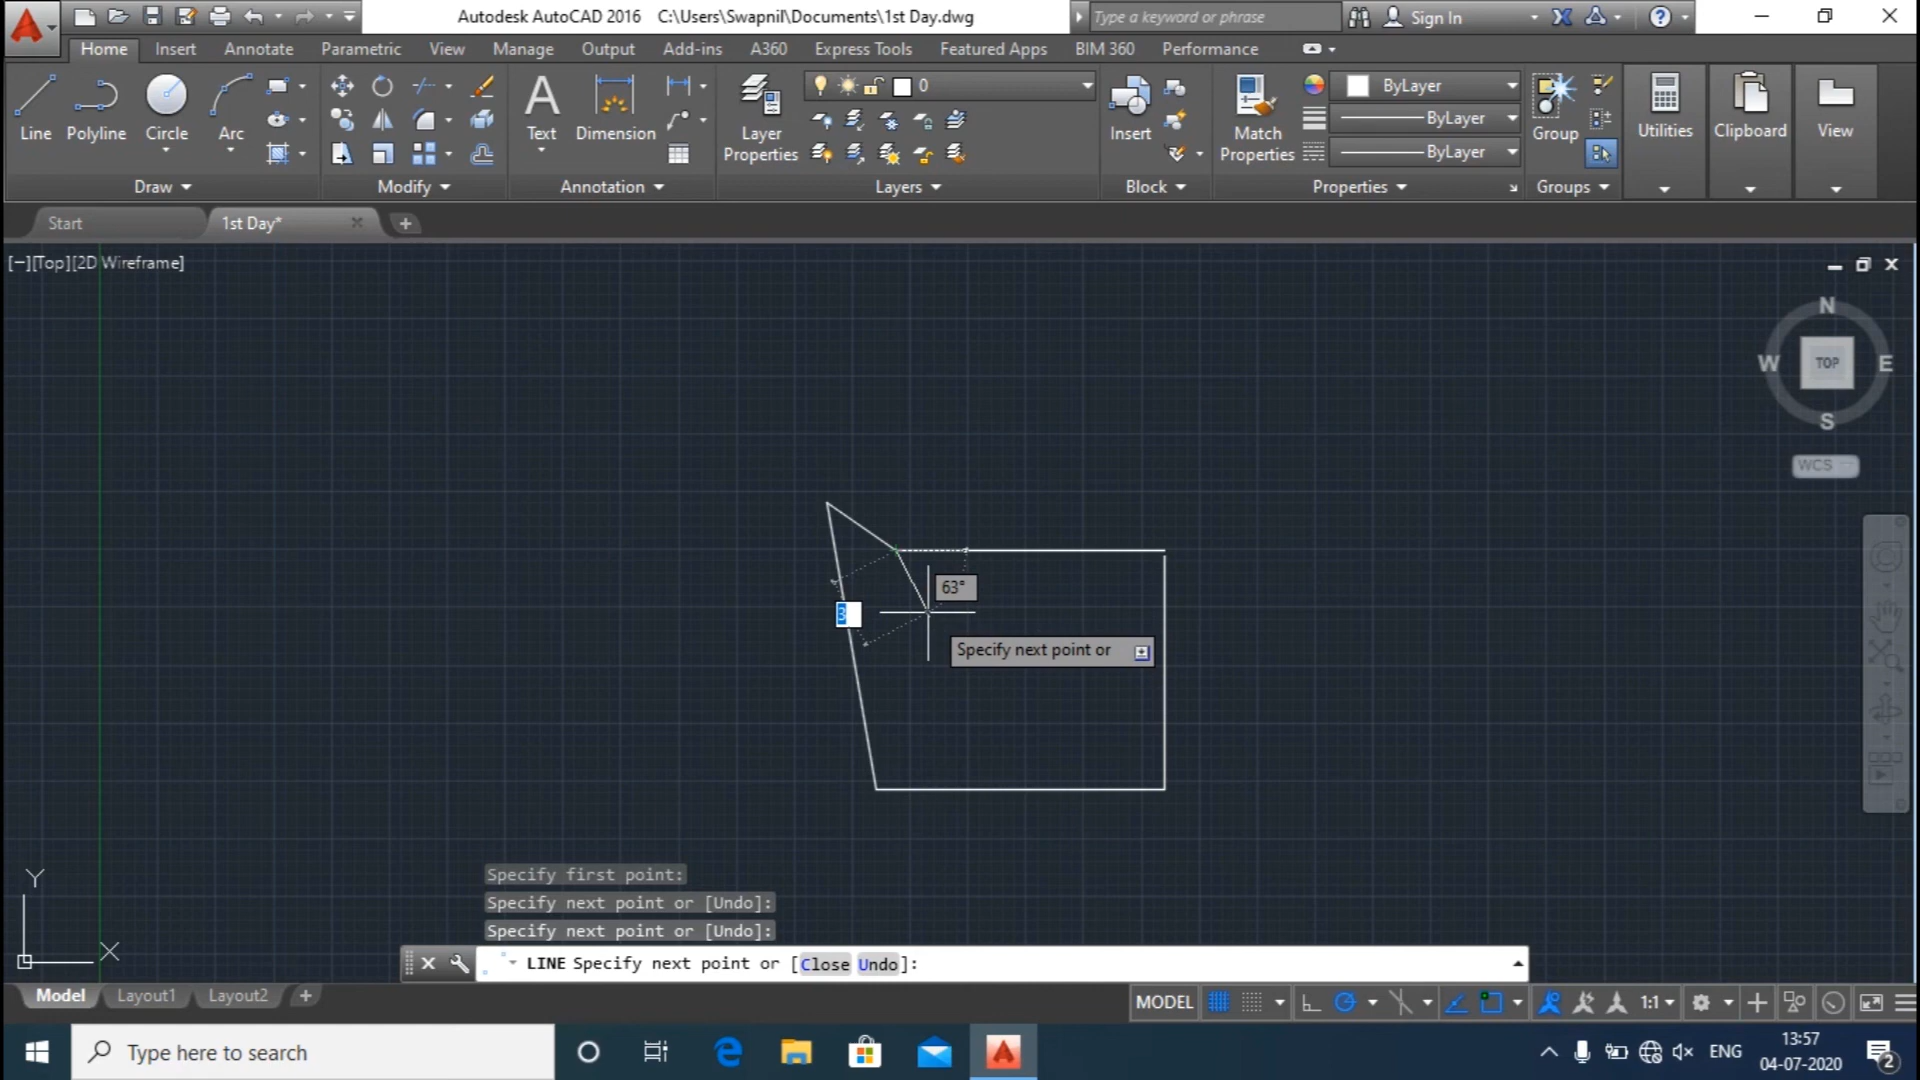 Autodesk AutoCAD 2016 C:\Users\Swapnil\Documents\1st Day.dwg
Type a keyword or phrase
Sign In
Home Insert Annotate Parametric View Manage Output Add-ins A360 Express Tools Featured Apps BIM 360 Performance
0
ByLayer
ByLayer
ByLayer
Line Polyline Circle Arc
Text Dimension
Layer Properties
Insert
Match Properties
Group
Utilities Clipboard View
Draw Modify Annotation Layers Block Properties Groups
Start 1st Day*
[−][Top][2D Wireframe]
N
W TOP E
S
WCS
63°
3
Specify next point or
Y
X
Specify first point:
Specify next point or [Undo]:
Specify next point or [Undo]:
LINE Specify next point or [Close Undo]:
Model Layout1 Layout2
MODEL 1:1
Type here to search
ENG
13:57
04-07-2020
2